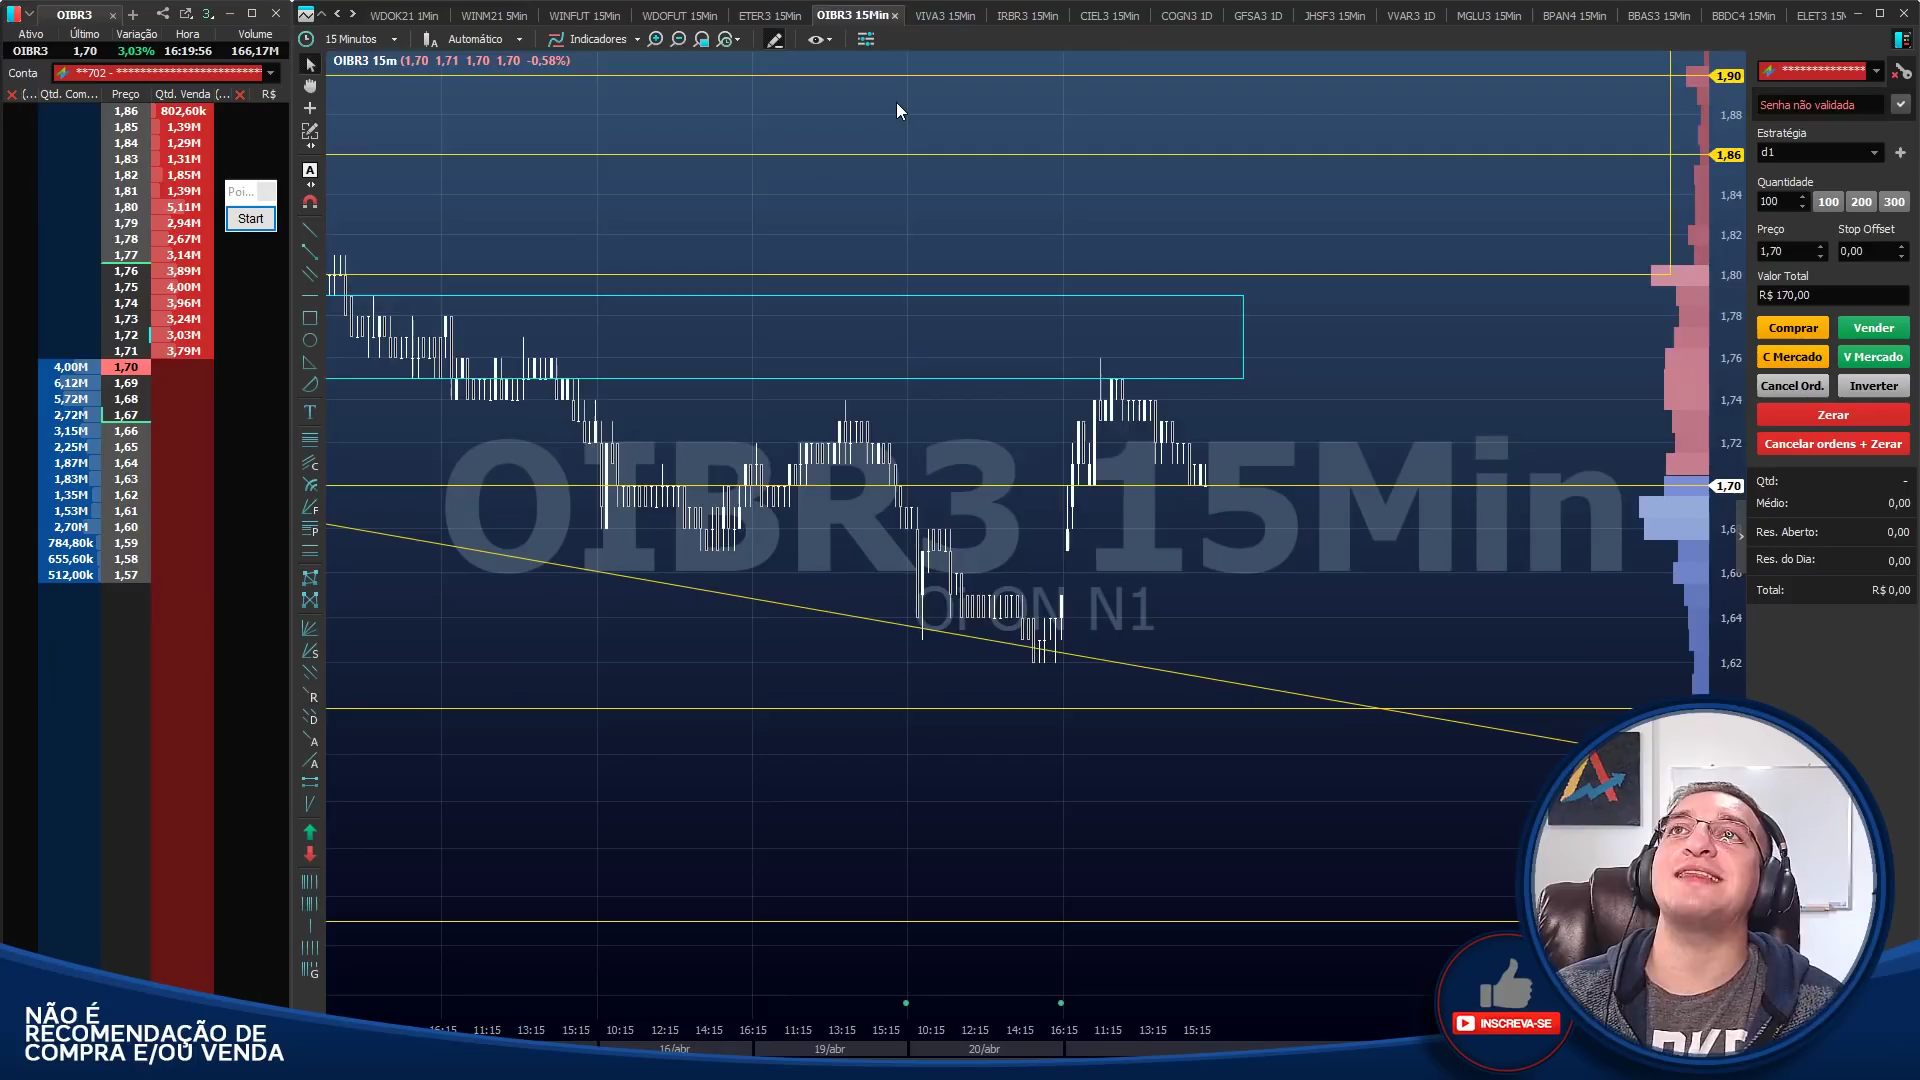 OIBR3
3.
WDOK21 1Min
WINM21 5Min
WINFUT 15Min
WDOFUT 15Min
ETER3 15Min
OIBR3 15Min
VIVA3 15Min
IRBR3 15Min
CIEL3 15Min
COGN3 1D
GFSA3 1D
JHSF3 15Min
VVAR3 1D
MGLU3 15Min
BPAN4 15Min
BBAS3 15Min
BBDC4 15Min
ELET3 15M
Ativo Último Variação Hora Volume
OIBR3 1,70 3,03% 16:19:56 166,17M
15 Minutos Automático Indicadores
Conta **702 - **************************
OIBR3 15m (1,70 1,71 1,70 1,70 -0,58%)
(... Qtd. Com... Preço Qtd. Venda (... R$
1,86 802,60k
1,85 1,39M
1,84 1,29M
1,83 1,31M
1,82 1,85M
1,81 1,39M
1,80 5,11M
1,79 2,94M
1,78 2,67M
1,77 3,14M
1,76 3,89M
1,75 4,00M
1,74 3,96M
1,73 3,24M
1,72 3,03M
1,71 3,79M
4,00M 1,70
6,12M 1,69
5,72M 1,68
2,72M 1,67
3,15M 1,66
2,25M 1,65
1,87M 1,64
1,83M 1,63
1,35M 1,62
1,53M 1,61
2,70M 1,60
784,80k 1,59
655,60k 1,58
512,00k 1,57
Poi...
Start
OIBR3 15Min
N1
1,90
1,88
1,86
1,84
1,82
1,80
1,78
1,76
1,74
1,72
1,70
1,66
1,64
1,62
***************
Senha não validada
Estratégia
d1
Quantidade
100 100 200 300
Preço Stop Offset
1,70 0,00
Valor Total
R$ 170,00
Comprar Vender
C Mercado V Mercado
Cancel Ord. Inverter
Zerar
Cancelar ordens + Zerar
Qtd: -
Médio: 0,00
Res. Aberto: 0,00
Res. do Dia: 0,00
Total: R$ 0,00
16:15 11:15 13:15 15:15 10:15 12:15 14:15 16:15 11:15 13:15 15:15 10:15 12:15 14:15 16:15 11:15 13:15 15:15
16/abr 19/abr 20/abr
NÃO É
RECOMENDAÇÃO DE
COMPRA E/OU VENDA
INSCREVA-SE